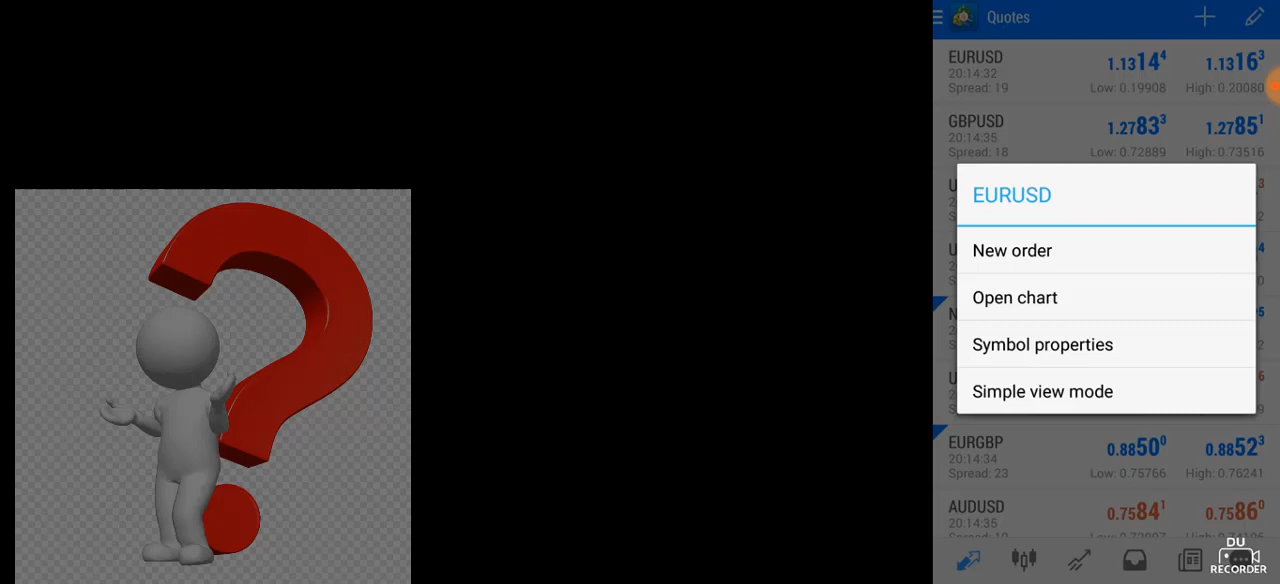 Quotes
EURUSD
20:14:32
Spread: 19
1.1314⁴
Low: 0.19908
1.1316³
High: 0.20080
GBPUSD
20:14:35
Spread: 18
1.2783³
Low: 0.72889
1.2785¹
High: 0.73516
EURUSD
New order
Open chart
Symbol properties
Simple view mode
EURGBP
20:14:34
Spread: 23
0.8850⁰
Low: 0.75766
0.8852³
High: 0.76241
AUDUSD
20:14:35
0.7584¹
0.7586⁰
DU
RECORDER